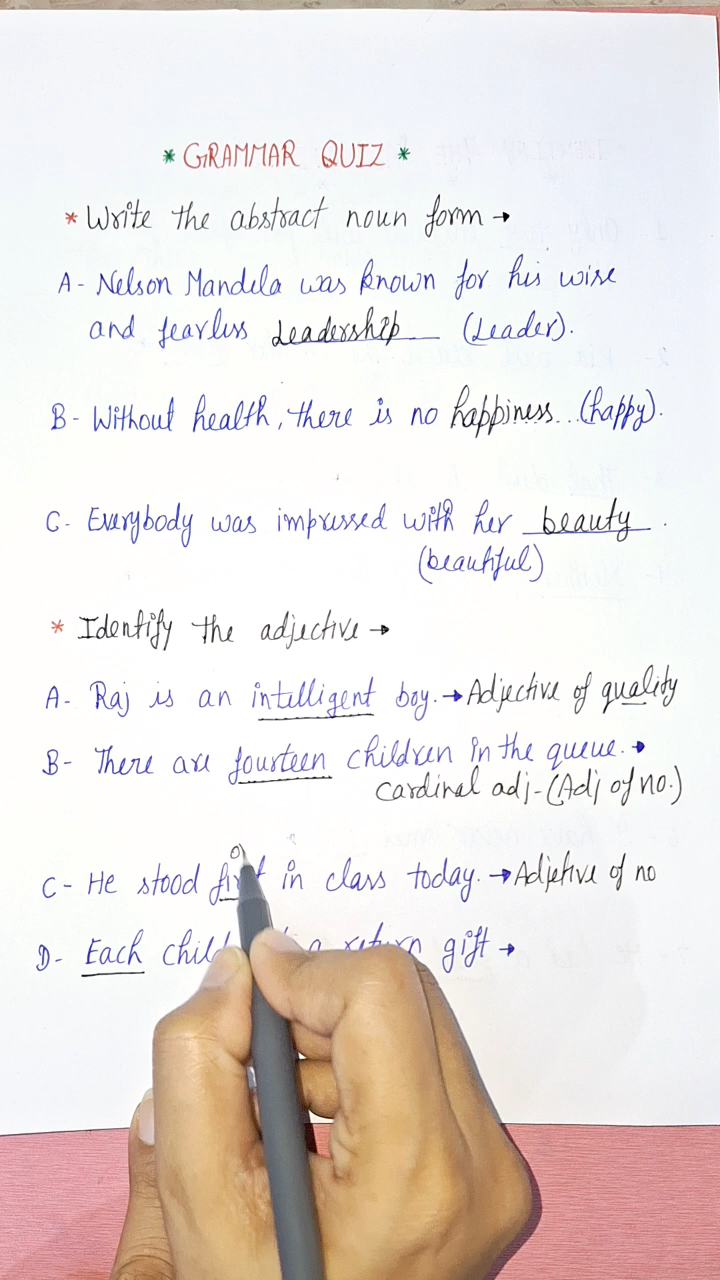 * GRAMMAR QUIZ *
* Write the abstract noun form →
A- Nelson Mandela was known for his wise
and fearless Leadership (Leader).
B- Without health, there is no happiness...(happy).
C- Everybody was impressed with her beauty.
(beautiful)
* Identify the adjective →
A- Raj is an intelligent boy. → Adjective of quality
B- There are fourteen children in the queue. →
Cardinal adj-(Adj of no.)
C- He stood in class today. → Adjetive of no
D- Each return gift →